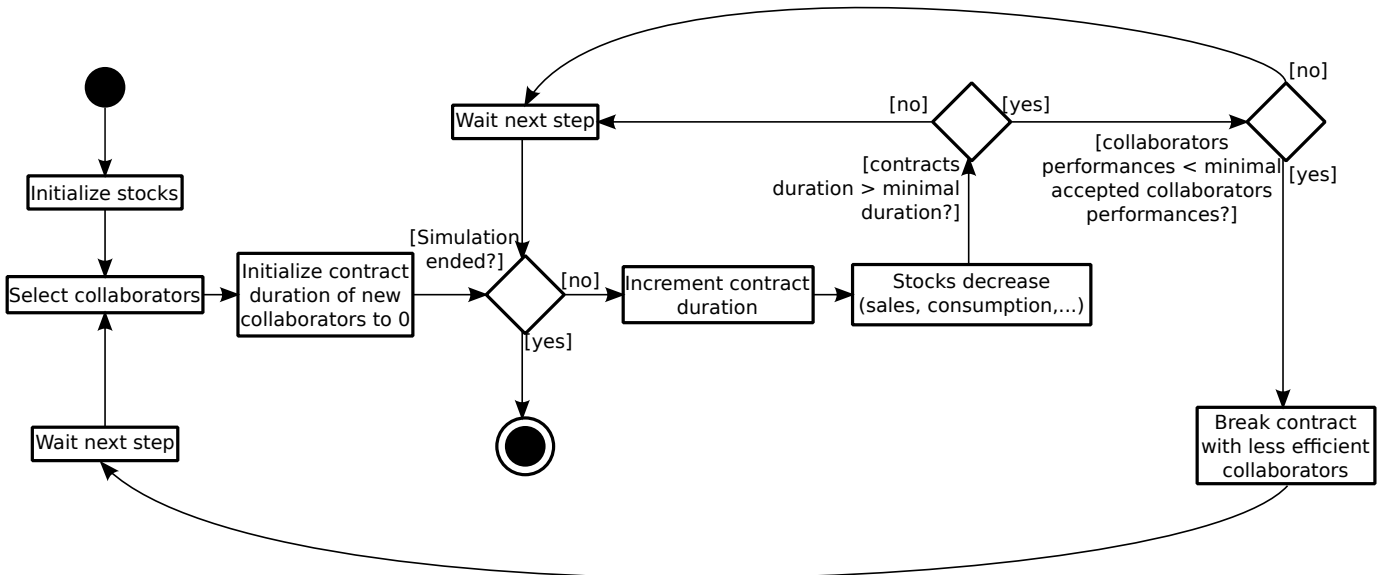 [no]
Wait next step
[no]
[yes]
[collaborators
performances < minimal
accepted collaborators
performances?]
[yes]
[contracts
duration > minimal
duration?]
Initialize stocks
[Simulation
ended?]
Select collaborators
Initialize contract
duration of new
collaborators to 0
[no]
Increment contract
duration
Stocks decrease
(sales, consumption,...)
[yes]
Wait next step
Break contract
with less efficient
collaborators